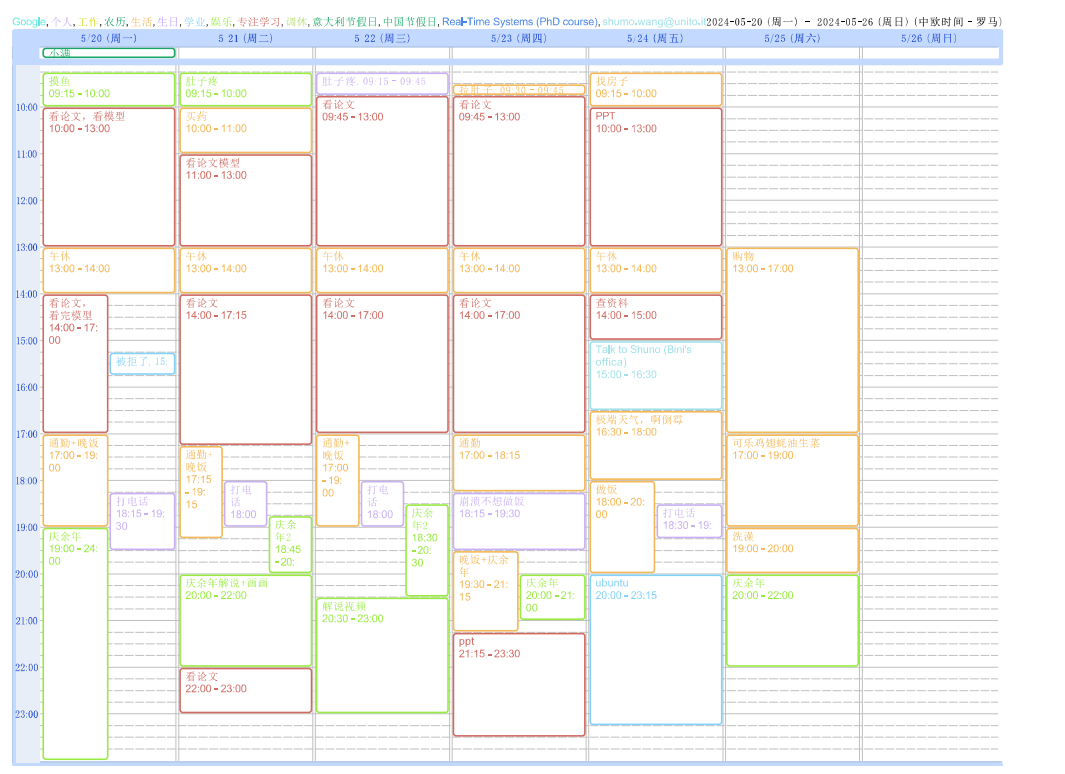 Google, 个人, 工作, 农历, 生活, 生日, 学业, 娱乐, 专注学习, 调休, 意大利节假日, 中国节假日, Real-Time Systems (PhD course), shumo.wang@unito.it 2024-05-20 (周一) - 2024-05-26 (周日) (中欧时间 - 罗马)
5/20 (周一)
5 21 (周二)
5 22 (周三)
5/23 (周四)
5/24 (周五)
5/25 (周六)
5/26 (周日)
小满
10:00
11:00
13:00
14:00
15:00
16:00
17:00
18:00
19:00
20:00
21:00
22:00
23:00
摸鱼
09:15 - 10:00
看论文，看模型
10:00 - 13:00
午休
13:00 - 14:00
看论文，
看完模型
14:00 - 17:
00
被拒了, 15:
通勤+晚饭
17:00 - 19:
00
打电话
18:15 - 19:
30
庆余年
19:00 - 24:
00
肚子疼
09:15 - 10:00
买药
10:00 - 11:00
看论文模型
11:00 - 13:00
午休
13:00 - 14:00
看论文
14:00 - 17:15
通勤+
晚饭
17:15
- 19:
15
打电
话
18:00
庆余
年2
18:45
-20:
庆余年解说+画画
20:00 - 22:00
看论文
22:00 - 23:00
肚子疼, 09:15 - 09:45
看论文
09:45 - 13:00
午休
13:00 - 14:00
看论文
14:00 - 17:00
通勤+
晚饭
17:00
- 19:
00
打电
话
18:00
庆余
年2
18:30
-20:
30
解说视频
20:30 - 23:00
肚子, 09:30 - 09:45
看论文
09:45 - 13:00
午休
13:00 - 14:00
看论文
14:00 - 17:00
通勤
17:00 - 18:15
崩溃不想做饭
18:15 - 19:30
晚饭+庆余
年
19:30 - 21:
15
庆余年
20:00 - 21:
00
ppt
21:15 - 23:30
找房子
09:15 - 10:00
PPT
10:00 - 13:00
午休
13:00 - 14:00
查资料
14:00 - 15:00
Talk to Shuno (Bini's
offica)
15:00 - 16:30
极端天气，啊倒霉
16:30 - 18:00
做饭
18:00 - 20:
00
打电话
18:30 - 19:
ubuntu
20:00 - 23:15
购物
13:00 - 17:00
可乐鸡翅蚝油生菜
17:00 - 19:00
洗澡
19:00 - 20:00
庆余年
20:00 - 22:00